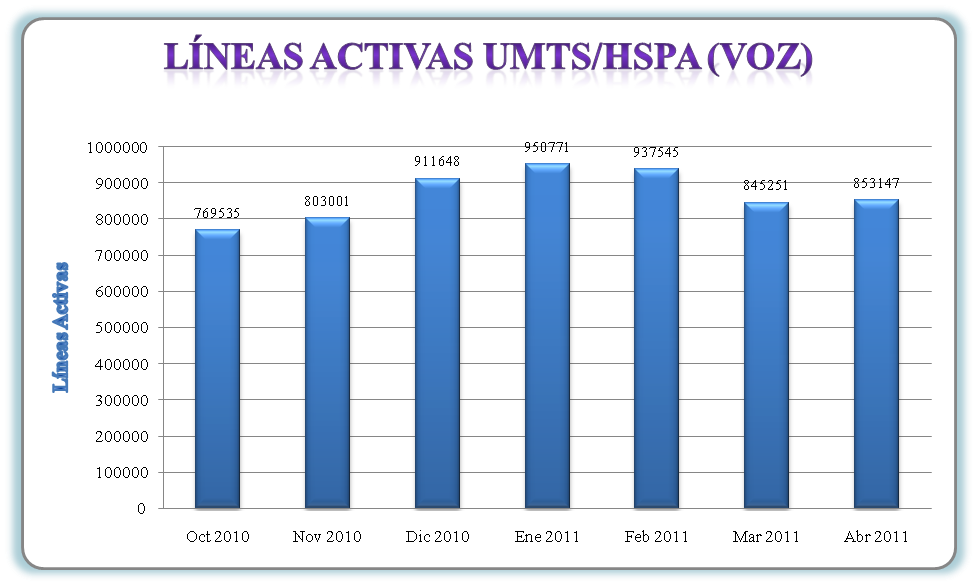 LÍNEAS ACTIVAS UMTS/HSPA (VOZ)
Líneas Activas
1000000
900000
800000
700000
600000
500000
400000
300000
200000
100000
0
769535
803001
911648
950771
937545
845251
853147
Oct 2010
Nov 2010
Dic 2010
Ene 2011
Feb 2011
Mar 2011
Abr 2011